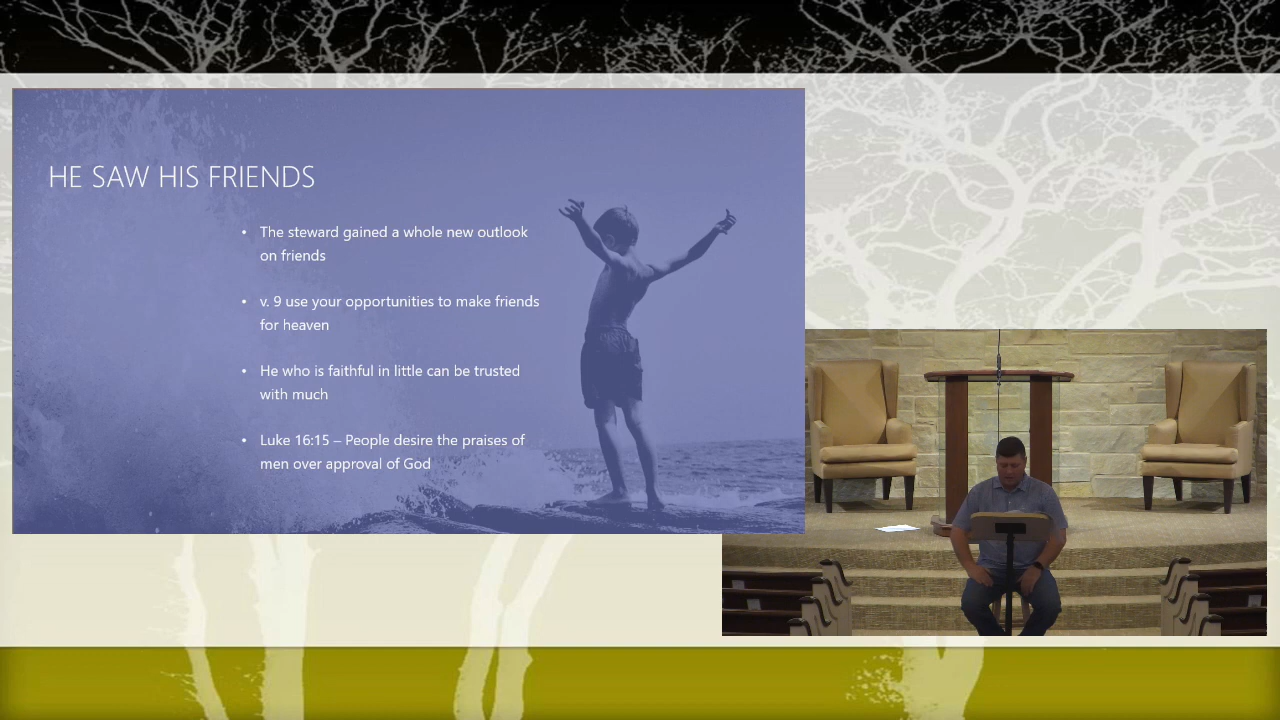 HE SAW HIS FRIENDS
• The steward gained a whole new outlook
on friends
• v. 9 use your opportunities to make friends
for heaven
• He who is faithful in little can be trusted
with much
• Luke 16:15 – People desire the praises of
men over approval of God